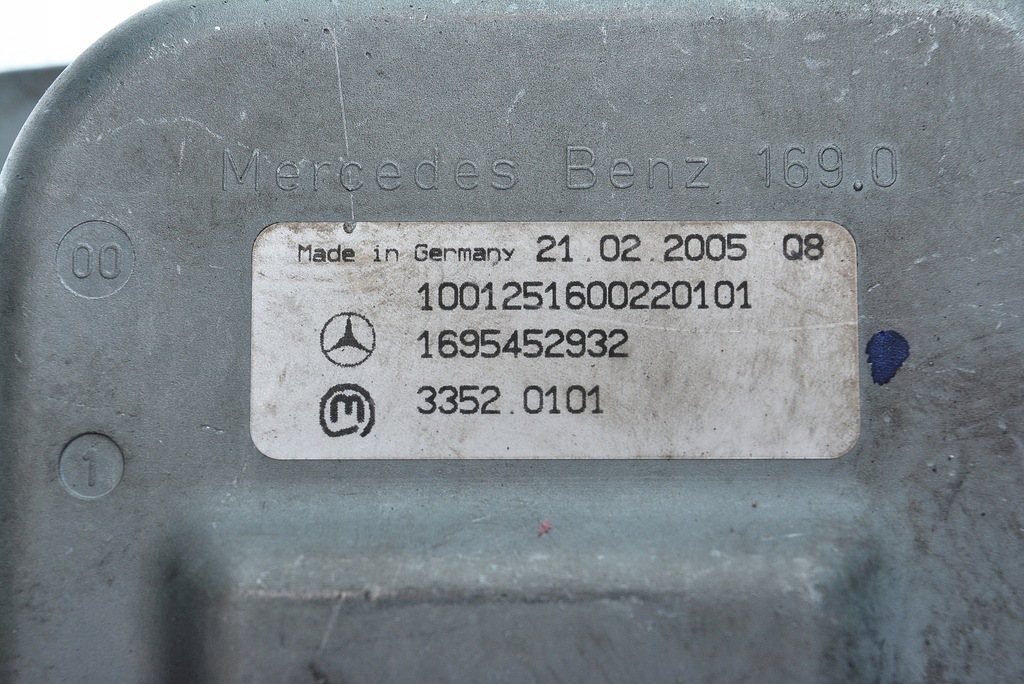 Mercedes Benz 169.0
00
Made in Germany 21.02.2005 Q8
1001251600220101
1695452932
M
3352.0101
1